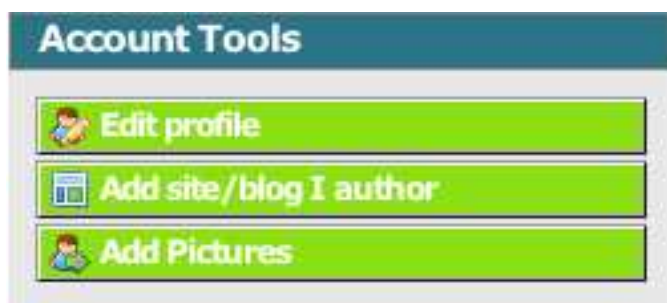 Account Tools
Edit profile
Add site/blog I author
Add Pictures